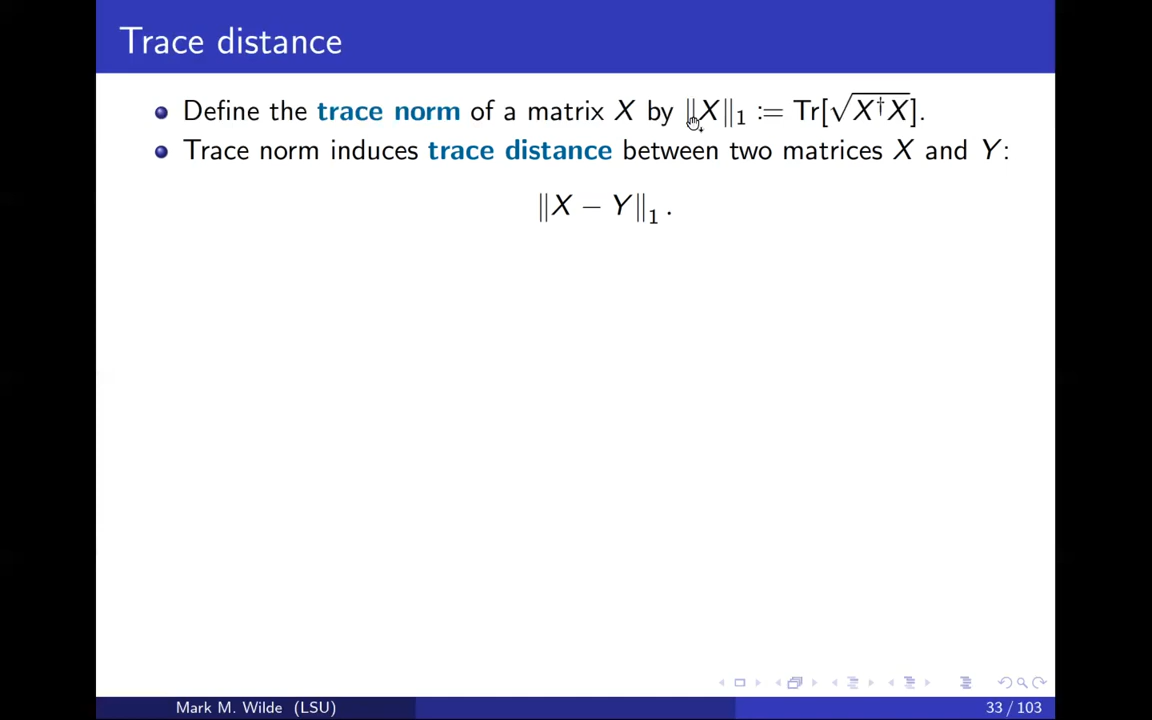 Trace distance
Define the trace norm of a matrix X by ‖X‖₁ := Tr[√X†X].
Trace norm induces trace distance between two matrices X and Y:
‖X − Y‖₁ .
Mark M. Wilde (LSU)
33 / 103